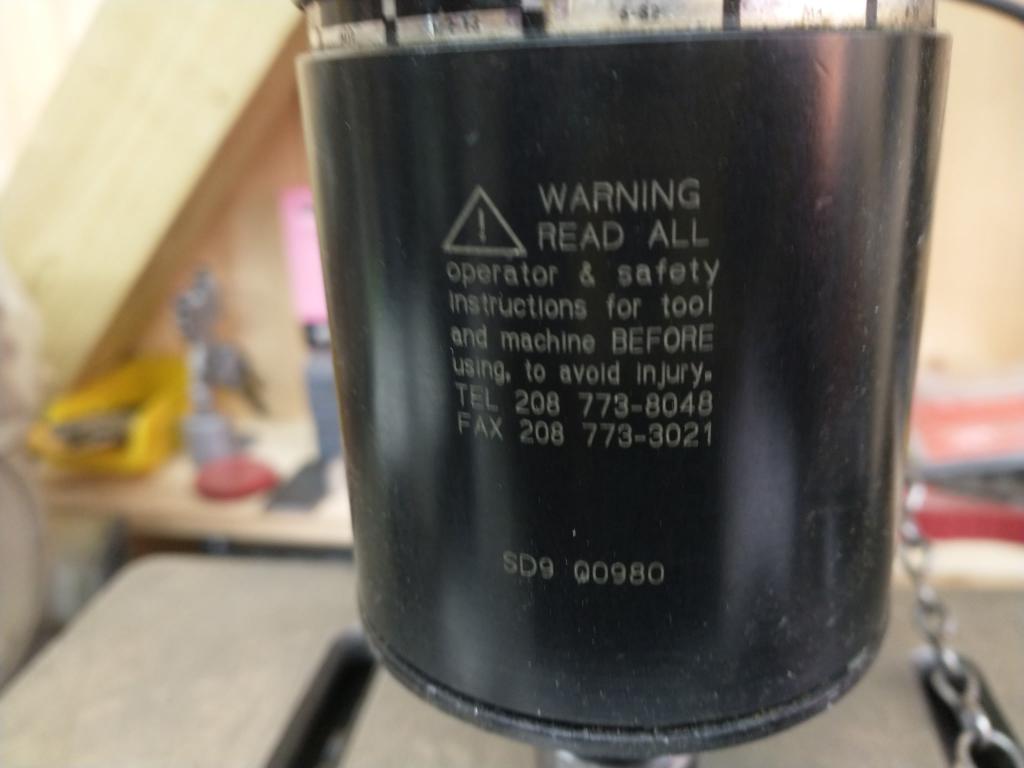 WARNING
READ ALL
operator & safety
instructions for tool
and machine BEFORE
using, to avoid injury.
TEL 208 773-8048
FAX 208 773-3021
SD9 Q0980